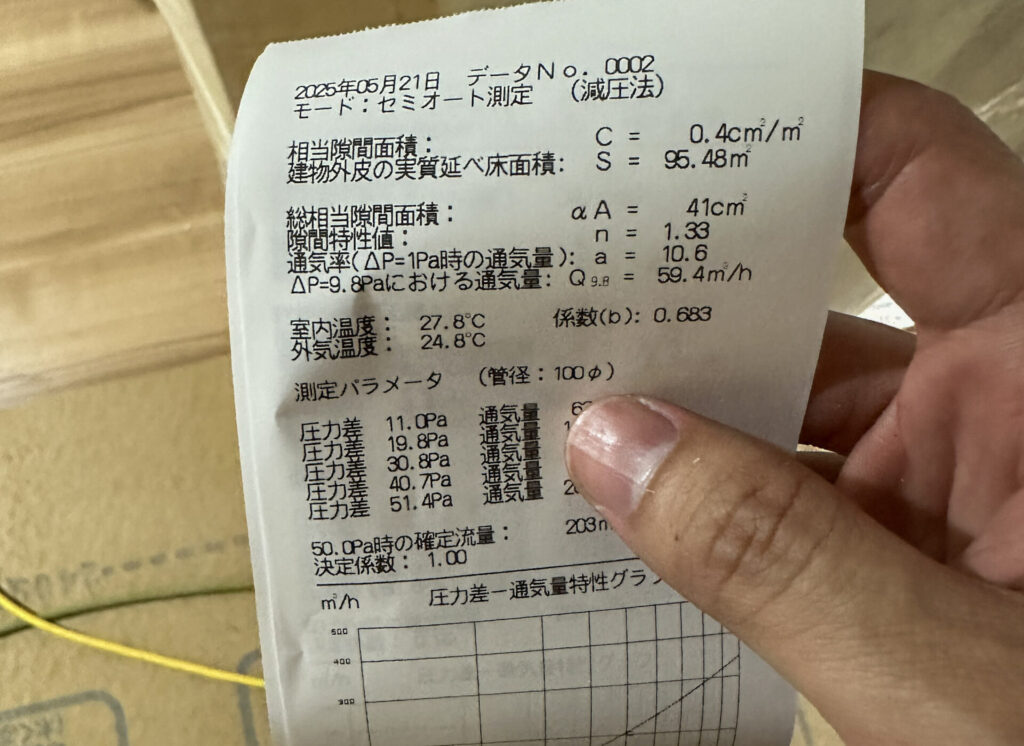 2025年05月21日 データNo. 0002
モード：セミオート測定 （減圧法）
相当隙間面積： C = 0.4cm²/m²
建物外皮の実質延べ床面積： S = 95.48m²
総相当隙間面積： αA = 41cm²
隙間特性値： n = 1.33
通気率(ΔP=1Pa時の通気量)： a = 10.6
ΔP=9.8Paにおける通気量： Q9.8 = 59.4m³/h
室内温度： 27.8℃ 係数(b)： 0.683
外気温度： 24.8℃
測定パラメータ （管径：100φ）
圧力差 11.0Pa 通気量
圧力差 19.8Pa 通気量
圧力差 30.8Pa 通気量
圧力差 40.7Pa 通気量
圧力差 51.4Pa 通気量
50.0Pa時の確定流量： 203
決定係数： 1.00
m³/h 圧力差－通気量特性グラフ
500
400
300